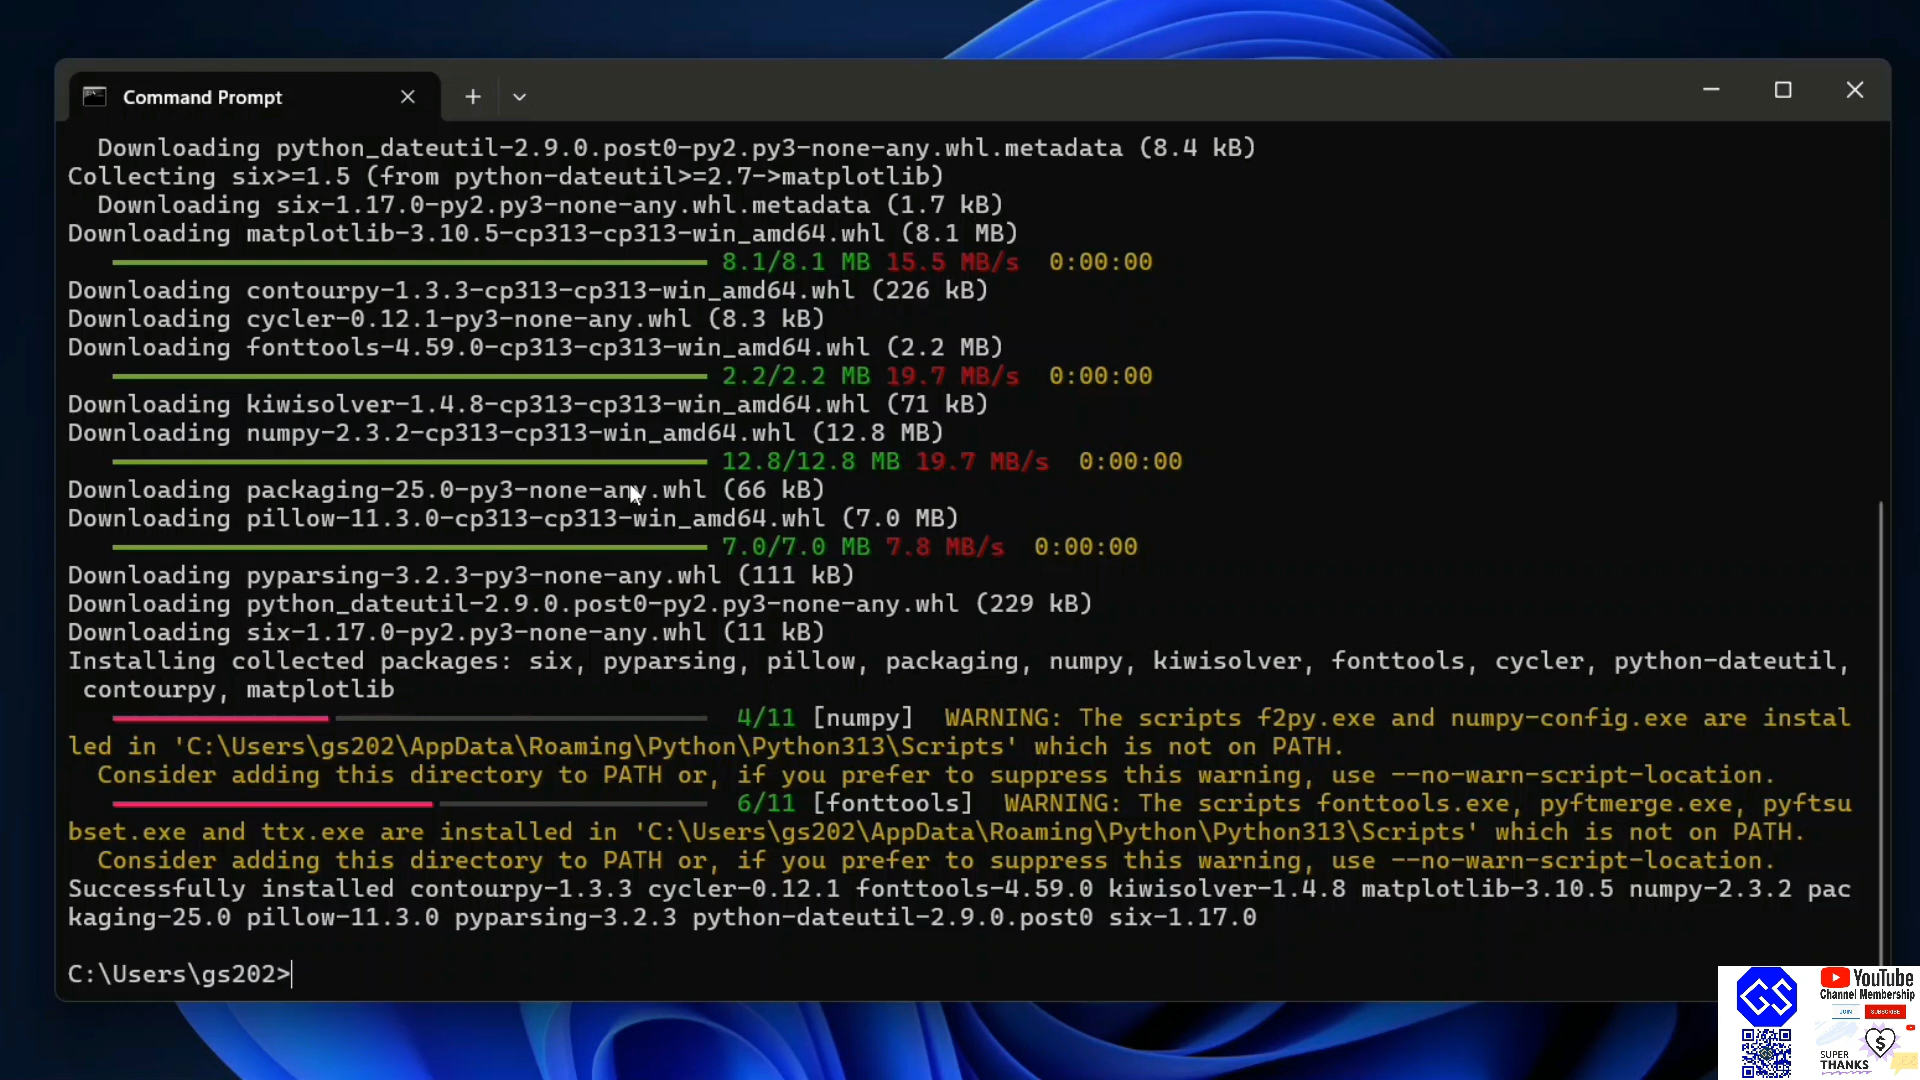 Command Prompt
Downloading python_dateutil-2.9.0.post0-py2.py3-none-any.whl.metadata (8.4 kB)
Collecting six>=1.5 (from python-dateutil>=2.7->matplotlib)
Downloading six-1.17.0-py2.py3-none-any.whl.metadata (1.7 kB)
Downloading matplotlib-3.10.5-cp313-cp313-win_amd64.whl (8.1 MB)
8.1/8.1 MB 15.5 MB/s 0:00:00
Downloading contourpy-1.3.3-cp313-cp313-win_amd64.whl (226 kB)
Downloading cycler-0.12.1-py3-none-any.whl (8.3 kB)
Downloading fonttools-4.59.0-cp313-cp313-win_amd64.whl (2.2 MB)
2.2/2.2 MB 19.7 MB/s 0:00:00
Downloading kiwisolver-1.4.8-cp313-cp313-win_amd64.whl (71 kB)
Downloading numpy-2.3.2-cp313-cp313-win_amd64.whl (12.8 MB)
12.8/12.8 MB 19.7 MB/s 0:00:00
Downloading packaging-25.0-py3-none-any.whl (66 kB)
Downloading pillow-11.3.0-cp313-cp313-win_amd64.whl (7.0 MB)
7.0/7.0 MB 7.8 MB/s 0:00:00
Downloading pyparsing-3.2.3-py3-none-any.whl (111 kB)
Downloading python_dateutil-2.9.0.post0-py2.py3-none-any.whl (229 kB)
Downloading six-1.17.0-py2.py3-none-any.whl (11 kB)
Installing collected packages: six, pyparsing, pillow, packaging, numpy, kiwisolver, fonttools, cycler, python-dateutil,
contourpy, matplotlib
4/11 [numpy] WARNING: The scripts f2py.exe and numpy-config.exe are instal
led in 'C:\Users\gs202\AppData\Roaming\Python\Python313\Scripts' which is not on PATH.
Consider adding this directory to PATH or, if you prefer to suppress this warning, use --no-warn-script-location.
6/11 [fonttools] WARNING: The scripts fonttools.exe, pyftmerge.exe, pyftsu
bset.exe and ttx.exe are installed in 'C:\Users\gs202\AppData\Roaming\Python\Python313\Scripts' which is not on PATH.
Consider adding this directory to PATH or, if you prefer to suppress this warning, use --no-warn-script-location.
Successfully installed contourpy-1.3.3 cycler-0.12.1 fonttools-4.59.0 kiwisolver-1.4.8 matplotlib-3.10.5 numpy-2.3.2 pac
kaging-25.0 pillow-11.3.0 pyparsing-3.2.3 python-dateutil-2.9.0.post0 six-1.17.0
C:\Users\gs202>
GS
YouTube
Channel Membership
JOIN SUBSCRIBE
SUPER
THANKS
$